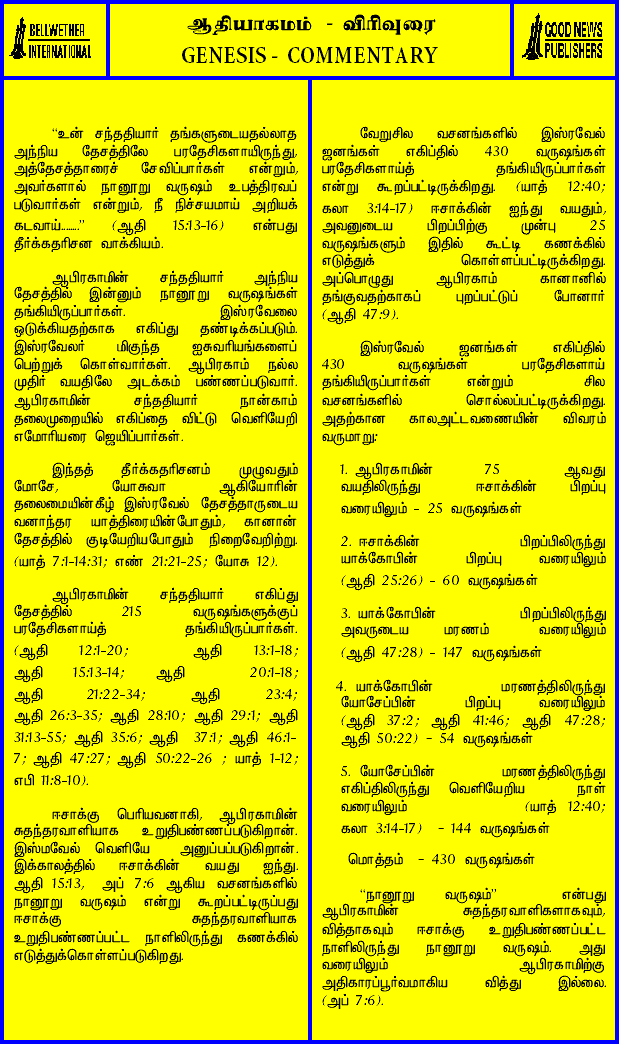 BELLWETHER
INTERNATIONAL
ஆதியாகமம் - விரிவுரை
GENESIS - COMMENTARY
GOOD NEWS
PUBLISHERS
“உன் சந்ததியார் தங்களுடையதல்லாத
அந்நிய தேசத்திலே பரதேசிகளாயிருந்து,
அத்தேசத்தாரைச் சேவிப்பார்கள் என்றும்,
அவர்களால் நானூறு வருஷம் உபத்திரவப்
படுவார்கள் என்றும், நீ நிச்சயமாய் அறியக்
கடவாய்.......” (ஆதி 15:13-16) என்பது
தீர்க்கதரிசன வாக்கியம்.
ஆபிரகாமின் சந்ததியார் அந்நிய
தேசத்தில் இன்னும் நானூறு வருஷங்கள்
தங்கியிருப்பார்கள். இஸ்ரவேலை
ஒடுக்கியதற்காக எகிப்து தண்டிக்கப்படும்.
இஸ்ரவேலர் மிகுந்த ஐசுவரியங்களைப்
பெற்றுக் கொள்வார்கள். ஆபிரகாம் நல்ல
முதிர் வயதிலே அடக்கம் பண்ணப்படுவார்.
ஆபிரகாமின் சந்ததியார் நான்காம்
தலைமுறையில் எகிப்தை விட்டு வெளியேறி
எமோரியரை ஜெயிப்பார்கள்.
இந்தத் தீர்க்கதரிசனம் முழுவதும்
மோசே, யோசுவா ஆகியோரின்
தலைமையின்கீழ் இஸ்ரவேல் தேசத்தாருடைய
வனாந்தர யாத்திரையின்போதும், கானான்
தேசத்தில் குடியேறியபோதும் நிறைவேறிற்று.
(யாத் 7:1-14:31; எண் 21:21-25; யோசு 12).
ஆபிரகாமின் சந்ததியார் எகிப்து
தேசத்தில் 215 வருஷங்களுக்குப்
பரதேசிகளாய்த் தங்கியிருப்பார்கள்.
(ஆதி 12:1-20; ஆதி 13:1-18;
ஆதி 15:13-14; ஆதி 20:1-18;
ஆதி 21:22-34; ஆதி 23:4;
ஆதி 26:3-35; ஆதி 28:10; ஆதி 29:1; ஆதி
31:13-55; ஆதி 35:6; ஆதி 37:1; ஆதி 46:1-
7; ஆதி 47:27; ஆதி 50:22-26 ; யாத் 1-12;
எபி 11:8-10).
ஈசாக்கு பெரியவனாகி, ஆபிரகாமின்
சுதந்தரவாளியாக உறுதிபண்ணப்படுகிறான்.
இஸ்மவேல் வெளியே அனுப்பப்படுகிறான்.
இக்காலத்தில் ஈசாக்கின் வயது ஐந்து.
ஆதி 15:13, அப் 7:6 ஆகிய வசனங்களில்
நானூறு வருஷம் என்று கூறப்பட்டிருப்பது
ஈசாக்கு சுதந்தரவாளியாக
உறுதிபண்ணப்பட்ட நாளிலிருந்து கணக்கில்
எடுத்துக்கொள்ளப்படுகிறது.
வேறுசில வசனங்களில் இஸ்ரவேல்
ஜனங்கள் எகிப்தில் 430 வருஷங்கள்
பரதேசிகளாய்த் தங்கியிருப்பார்கள்
என்று கூறப்பட்டிருக்கிறது. (யாத் 12:40;
கலா 3:14-17) ஈசாக்கின் ஐந்து வயதும்,
அவனுடைய பிறப்பிற்கு முன்பு 25
வருஷங்களும் இதில் கூட்டி கணக்கில்
எடுத்துக் கொள்ளப்பட்டிருக்கிறது.
அப்பொழுது ஆபிரகாம் கானானில்
தங்குவதற்காகப் புறப்பட்டுப் போனார்
(ஆதி 47:9).
இஸ்ரவேல் ஜனங்கள் எகிப்தில்
430 வருஷங்கள் பரதேசிகளாய்
தங்கியிருப்பார்கள் என்றும் சில
வசனங்களில் சொல்லப்பட்டிருக்கிறது.
அதற்கான காலஅட்டவணையின் விவரம்
வருமாறு:
1. ஆபிரகாமின் 75 ஆவது
வயதிலிருந்து ஈசாக்கின் பிறப்பு
வரையிலும் - 25 வருஷங்கள்
2. ஈசாக்கின் பிறப்பிலிருந்து
யாக்கோபின் பிறப்பு வரையிலும்
(ஆதி 25:26) - 60 வருஷங்கள்
3. யாக்கோபின் பிறப்பிலிருந்து
அவருடைய மரணம் வரையிலும்
(ஆதி 47:28) - 147 வருஷங்கள்
4. யாக்கோபின் மரணத்திலிருந்து
யோசேப்பின் பிறப்பு வரையிலும்
(ஆதி 37:2; ஆதி 41:46; ஆதி 47:28;
ஆதி 50:22) - 54 வருஷங்கள்
5. யோசேப்பின் மரணத்திலிருந்து
எகிப்திலிருந்து வெளியேறிய நாள்
வரையிலும் (யாத் 12:40;
கலா 3:14-17) - 144 வருஷங்கள்
மொத்தம் - 430 வருஷங்கள்
“நானூறு வருஷம்” என்பது
ஆபிரகாமின் சுதந்தரவாளிகளாகவும்,
வித்தாகவும் ஈசாக்கு உறுதிபண்ணப்பட்ட
நாளிலிருந்து நானூறு வருஷம். அது
வரையிலும் ஆபிரகாமிற்கு
அதிகாரப்பூர்வமாகிய வித்து இல்லை.
(அப் 7:6).